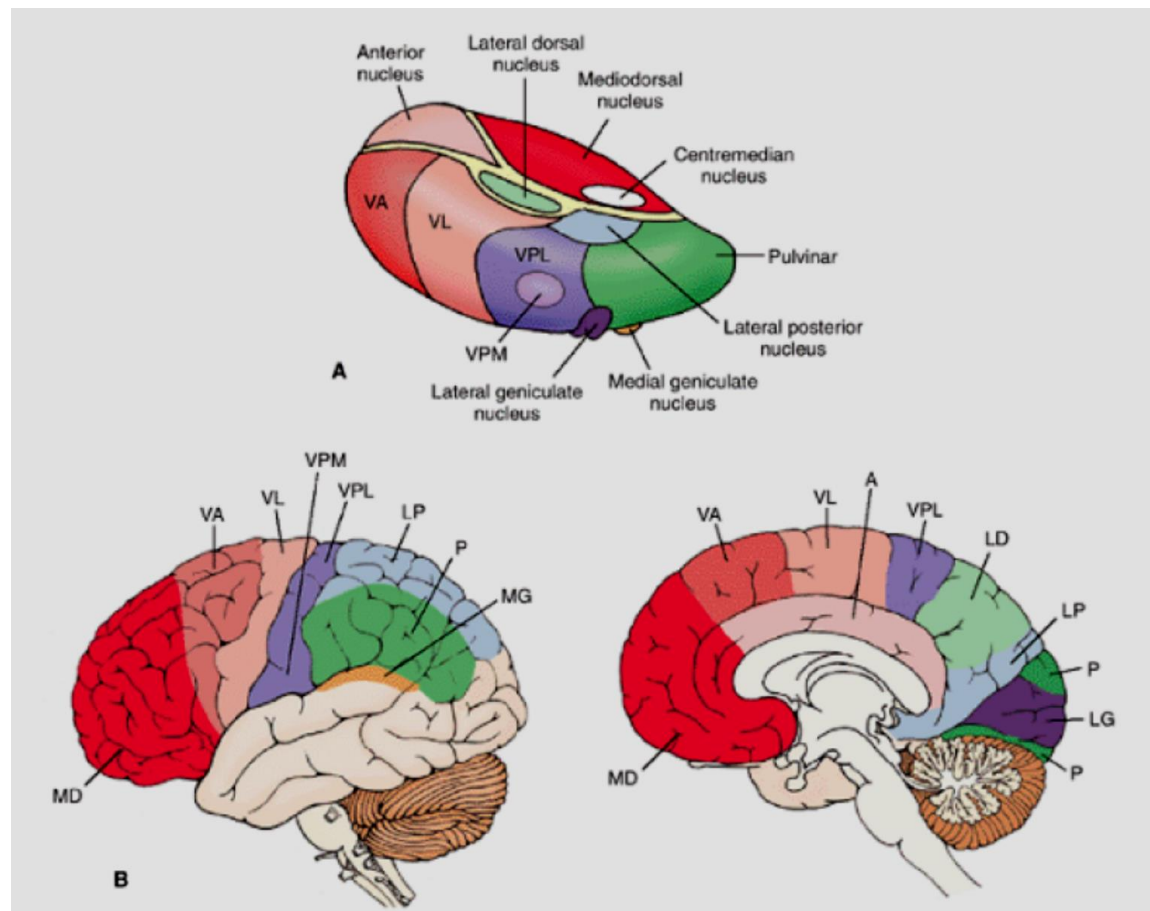 Anterior
nucleus
Lateral dorsal
nucleus
Mediodorsal
nucleus
Centremedian
nucleus
VA
VL
VPL
Pulvinar
Lateral posterior
nucleus
VPM
Medial geniculate
nucleus
Lateral geniculate
nucleus
A
VPM
VA
VL
VPL
LP
P
MG
MD
VA
VL
A
VPL
LD
LP
P
LG
P
MD
B